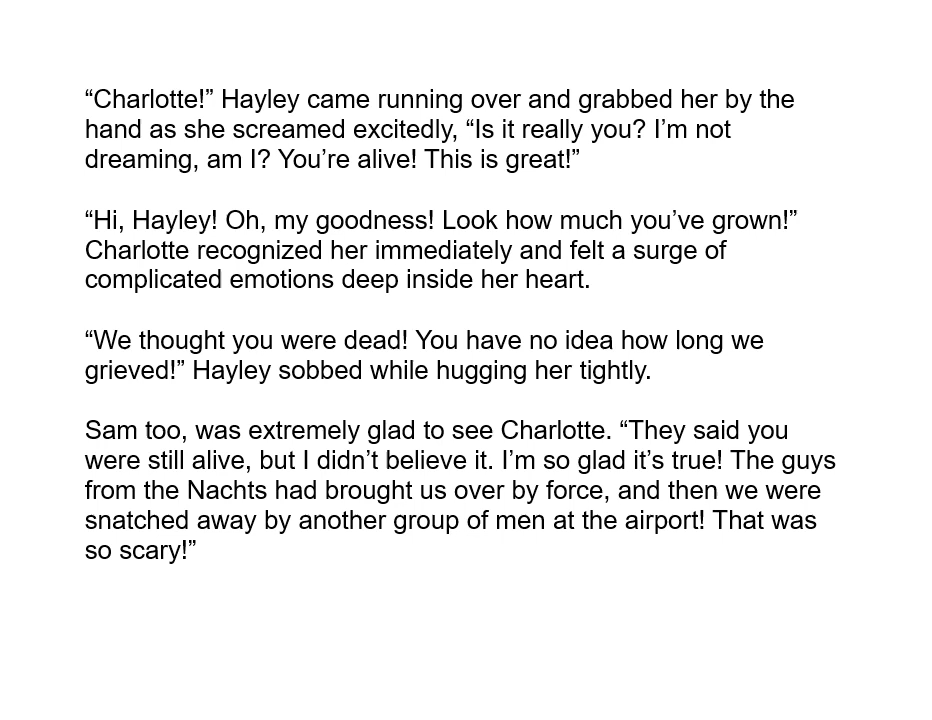 “Charlotte!” Hayley came running over and grabbed her by the
hand as she screamed excitedly, “Is it really you? I’m not
dreaming, am I? You’re alive! This is great!”
“Hi, Hayley! Oh, my goodness! Look how much you’ve grown!”
Charlotte recognized her immediately and felt a surge of
complicated emotions deep inside her heart.
“We thought you were dead! You have no idea how long we
grieved!” Hayley sobbed while hugging her tightly.
Sam too, was extremely glad to see Charlotte. “They said you
were still alive, but I didn’t believe it. I’m so glad it’s true! The guys
from the Nachts had brought us over by force, and then we were
snatched away by another group of men at the airport! That was
so scary!”